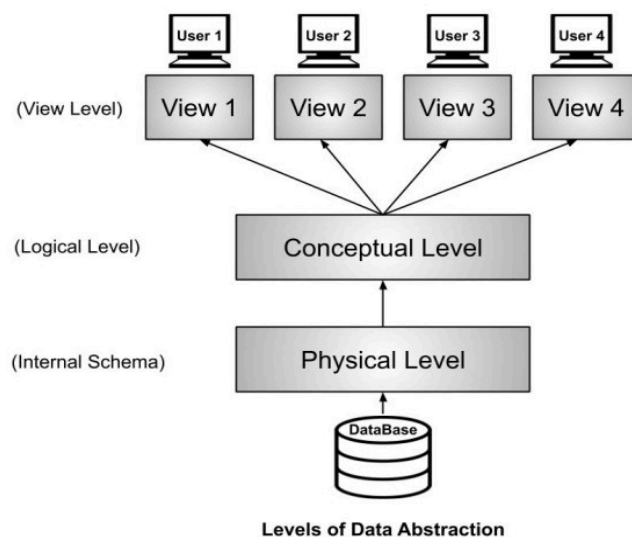 User 1 User 2 User 3 User 4
(View Level) View 1 View 2 View 3 View 4
(Logical Level) Conceptual Level
(Internal Schema) Physical Level
DataBase
Levels of Data Abstraction